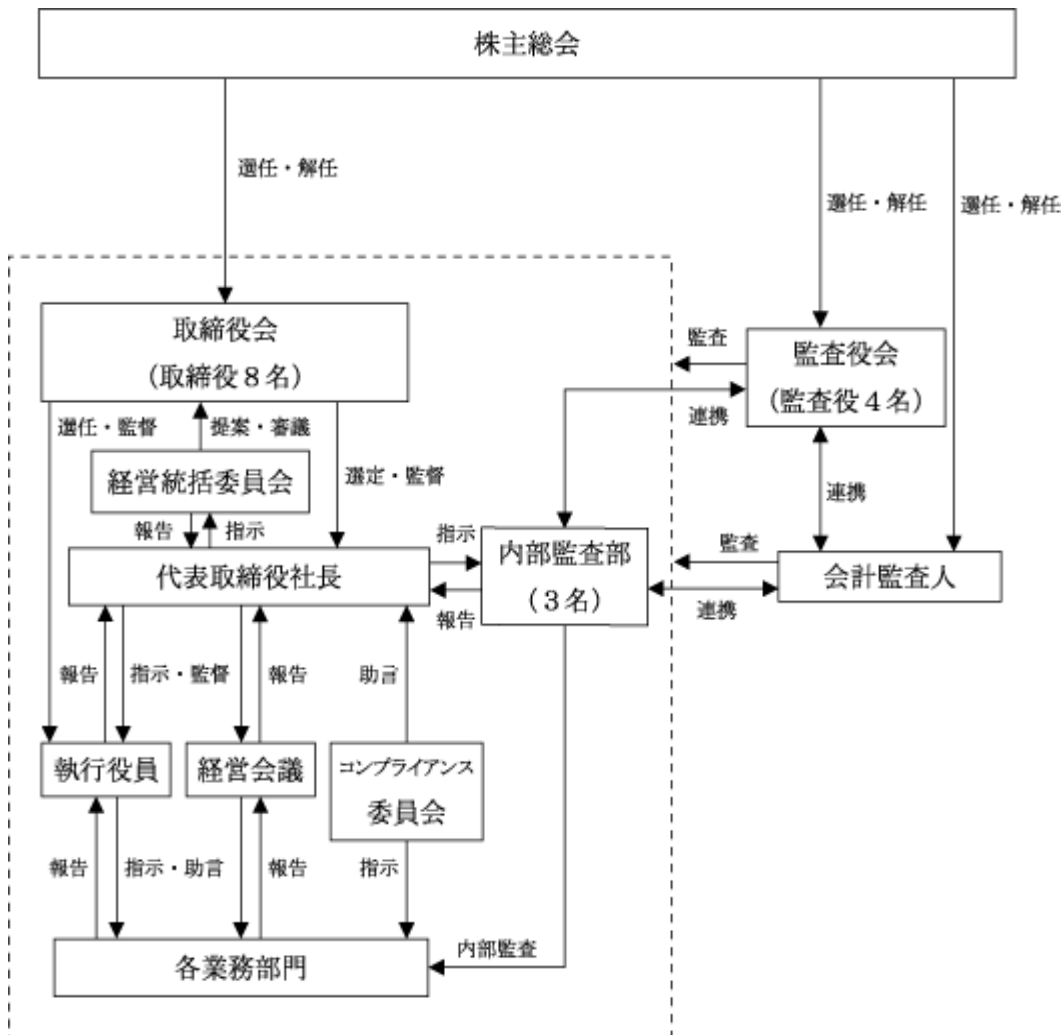 株主総会
選任・解任
選任・解任
選任・解任
取締役会
(取締役8名)
監査
監査役会
(監査役4名)
連携
選任・監督
提案・審議
経営統括委員会
選定・監督
連携
報告
指示
指示
内部監査部
(3名)
監査
代表取締役社長
会計監査人
報告
連携
報告
指示・監督
報告
助言
執行役員
経営会議
コンプライアンス
委員会
報告
指示・助言
報告
指示
各業務部門
内部監査